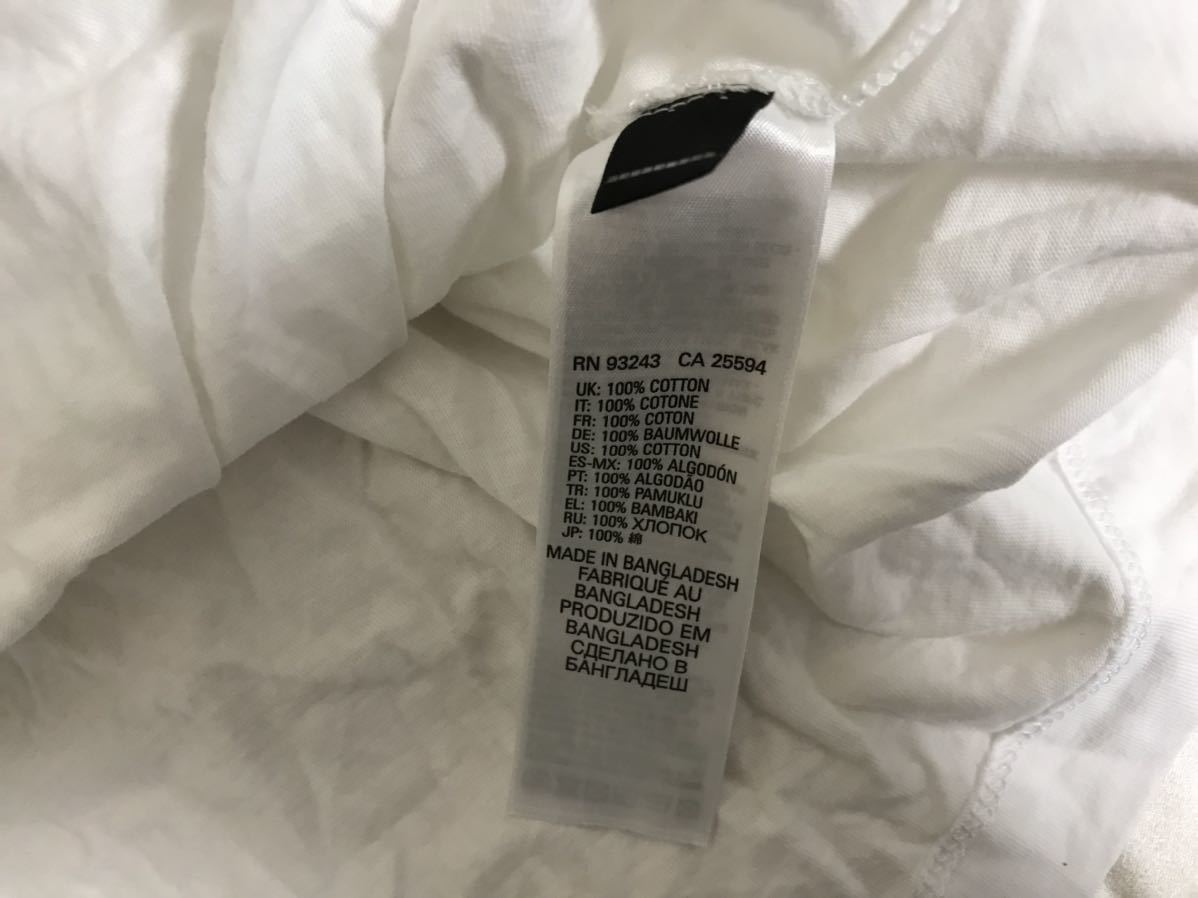 RN 93243 CA 25594
UK: 100% COTTON
IT: 100% COTONE
FR: 100% COTON
DE: 100% BAUMWOLLE
US: 100% COTTON
ES-MX: 100% ALGODÓN
PT: 100% ALGODÃO
TR: 100% PAMUKLU
EL: 100% BAMBAKI
RU: 100% ХЛОПОК
JP: 100% 綿
MADE IN BANGLADESH
FABRIQUÉ AU
BANGLADESH
PRODUZIDO EM
BANGLADESH
СДЕЛАНО В
БАНГЛАДЕШ